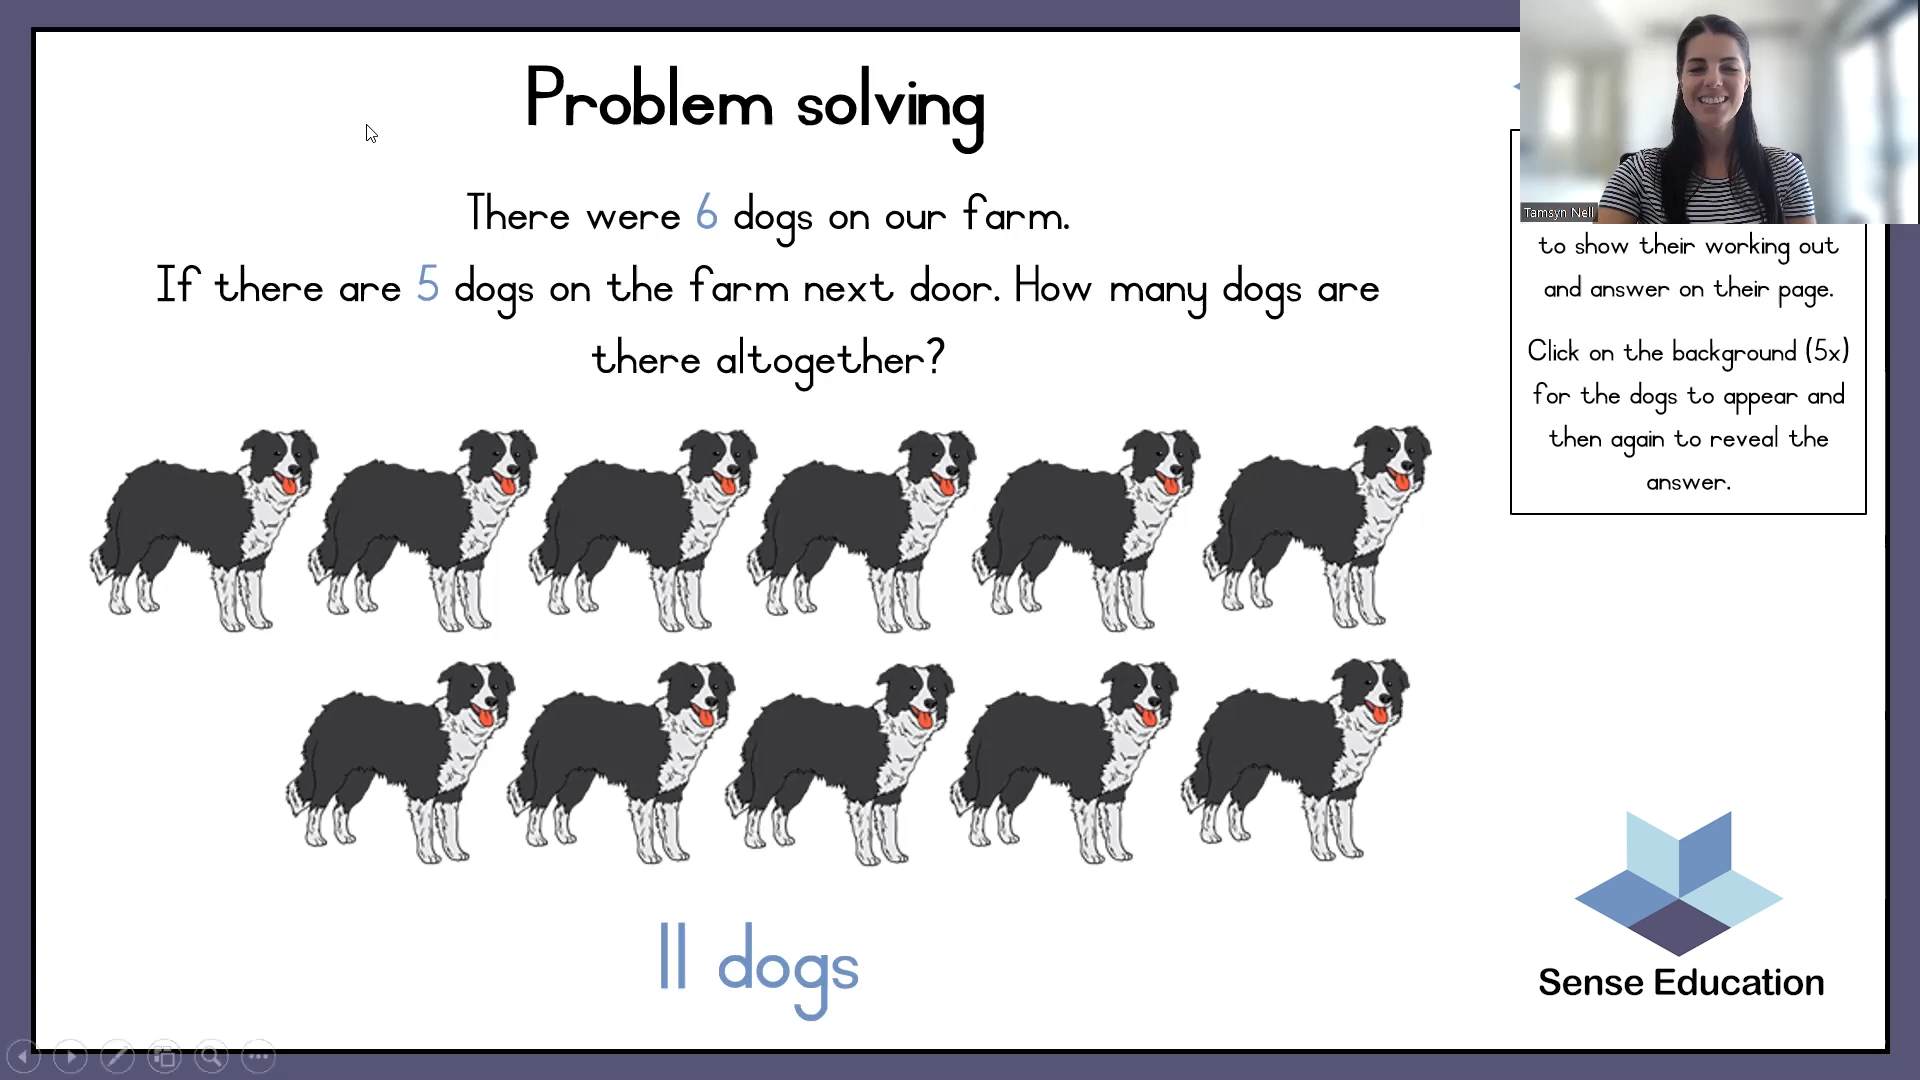 Problem solving
There were 6 dogs on our farm.
If there are 5 dogs on the farm next door. How many dogs are
there altogether?
11 dogs
Tamsyn Nell
to show their working out
and answer on their page.
Click on the background (5x)
for the dogs to appear and
then again to reveal the
answer.
Sense Education